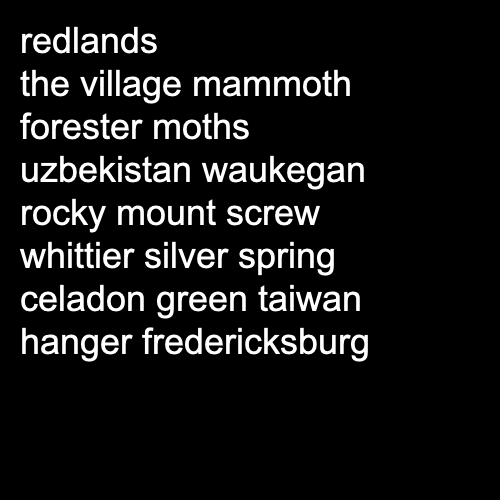 redlands
the village mammoth
forester moths
uzbekistan waukegan
rocky mount screw
whittier silver spring
celadon green taiwan
hanger fredericksburg